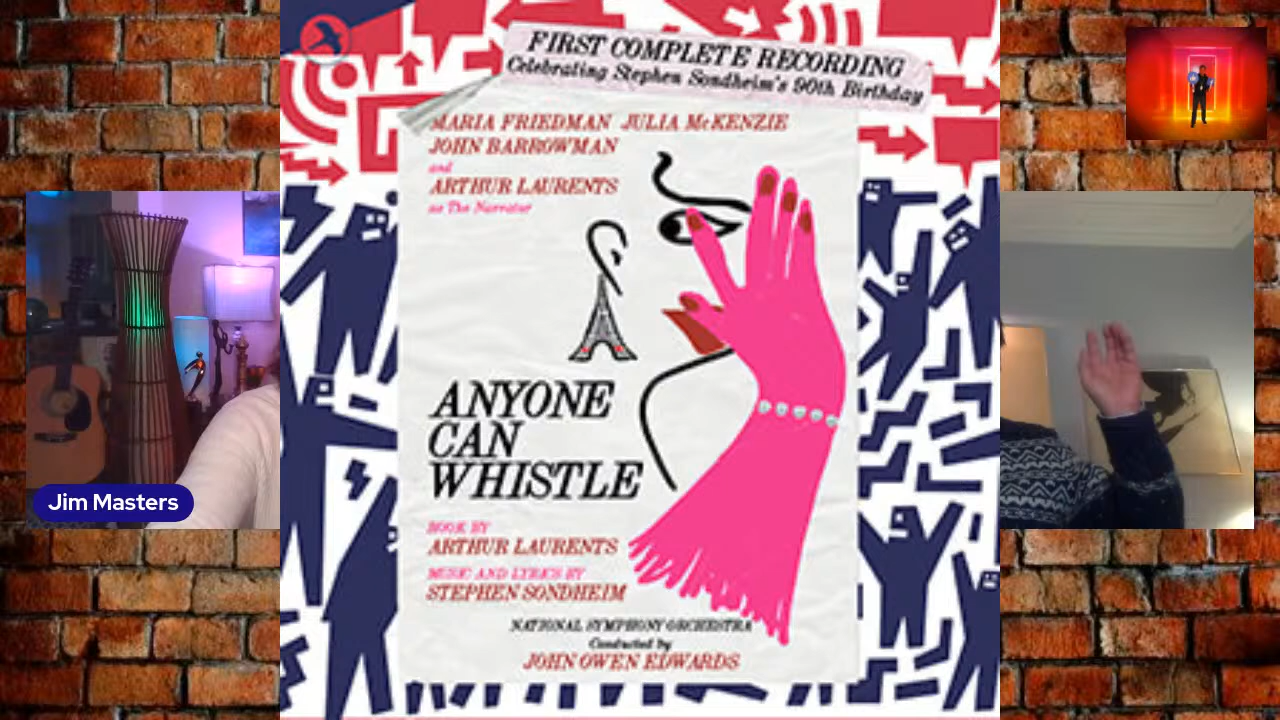 FIRST COMPLETE RECORDING
Celebrating Stephen Sondheim's 90th Birthday
MARIA FRIEDMAN JULIA McKENZIE
JOHN BARROWMAN
and
ARTHUR LAURENTS
as The Narrator
ANYONE
CAN
WHISTLE
BOOK BY
ARTHUR LAURENTS
MUSIC AND LYRICS BY
STEPHEN SONDHEIM
NATIONAL SYMPHONY ORCHESTRA
Conducted by
JOHN OWEN EDWARDS
Jim Masters